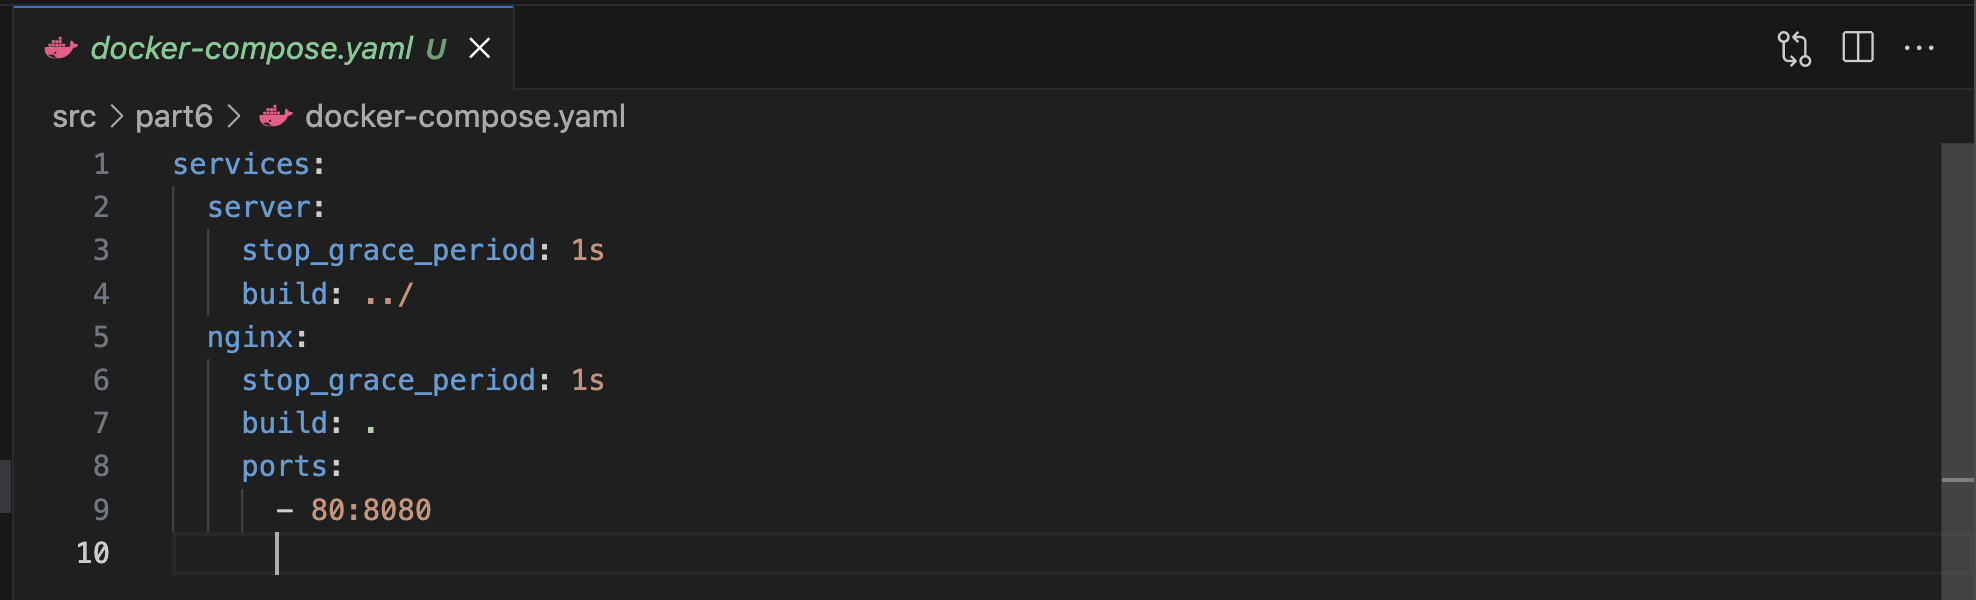 docker-compose.yaml U
src > part6 > docker-compose.yaml
1 services:
2   server:
3     stop_grace_period: 1s
4     build: ../
5   nginx:
6     stop_grace_period: 1s
7     build: .
8     ports:
9       - 80:8080
10